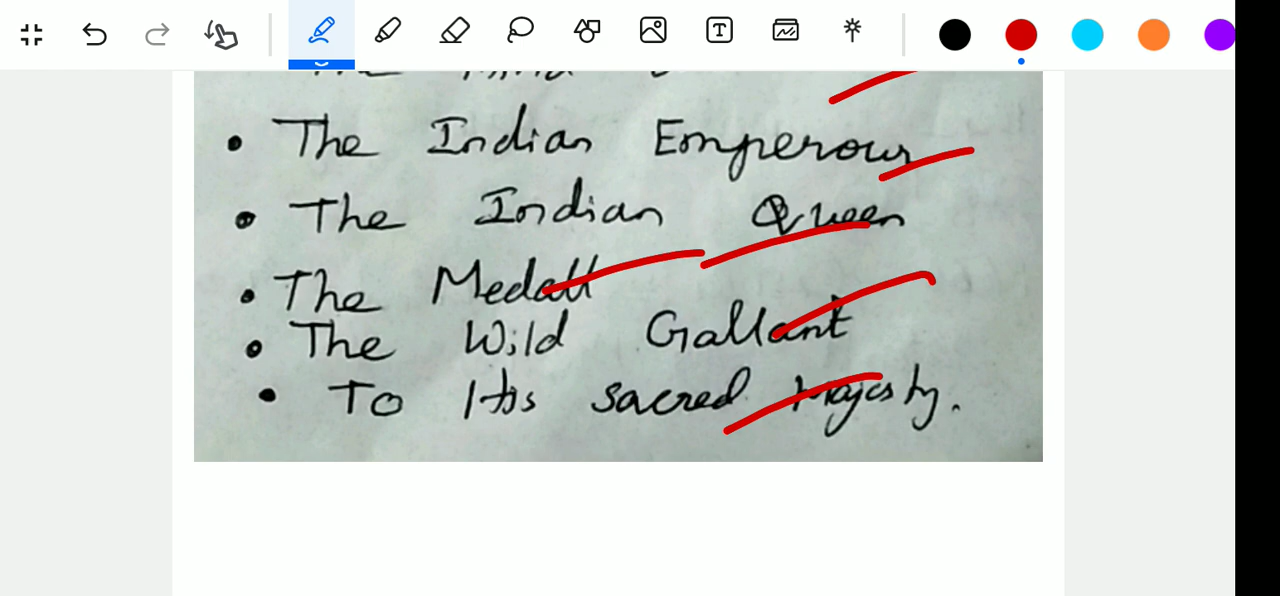 • The Indian Emperour
• The Indian Queen
• The Medall
• The Wild Gallant
• To His sacred Majesty.